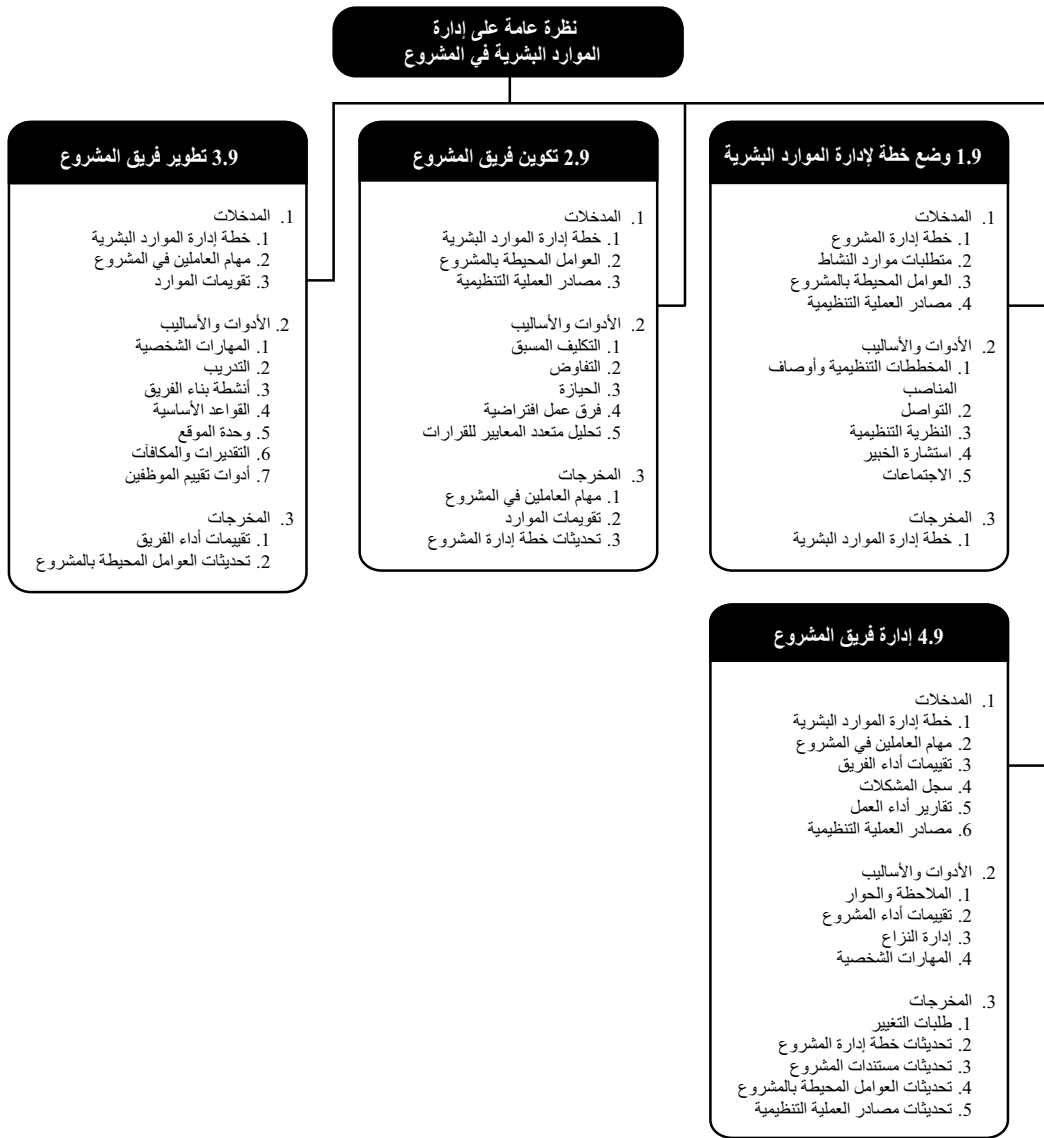 نظرة عامة على إدارة
الموارد البشرية في المشروع
1.9 وضع خطة لإدارة الموارد البشرية
1. المدخلات
1. خطة إدارة المشروع
2. متطلبات موارد النشاط
3. العوامل المحيطة بالمشروع
4. مصادر العملية التنظيمية
2. الأدوات والأساليب
1. المخططات التنظيمية وأوصاف
المناصب
2. التواصل
3. النظرية التنظيمية
4. استشارة الخبير
5. الاجتماعات
3. المخرجات
1. خطة إدارة الموارد البشرية
2.9 تكوين فريق المشروع
1. المدخلات
1. خطة إدارة الموارد البشرية
2. العوامل المحيطة بالمشروع
3. مصادر العملية التنظيمية
2. الأدوات والأساليب
1. التكليف المسبق
2. التفاوض
3. الحيازة
4. فرق عمل افتراضية
5. تحليل متعدد المعايير للقرارات
3. المخرجات
1. مهام العاملين في المشروع
2. تقويمات الموارد
3. تحديثات خطة إدارة المشروع
3.9 تطوير فريق المشروع
1. المدخلات
1. خطة إدارة الموارد البشرية
2. مهام العاملين في المشروع
3. تقويمات الموارد
2. الأدوات والأساليب
1. المهارات الشخصية
2. التدريب
3. أنشطة بناء الفريق
4. القواعد الأساسية
5. وحدة الموقع
6. التقديرات والمكافآت
7. أدوات تقييم الموظفين
3. المخرجات
1. تقييمات أداء الفريق
2. تحديثات العوامل المحيطة بالمشروع
4.9 إدارة فريق المشروع
1. المدخلات
1. خطة إدارة الموارد البشرية
2. مهام العاملين في المشروع
3. تقييمات أداء الفريق
4. سجل المشكلات
5. تقارير أداء العمل
6. مصادر العملية التنظيمية
2. الأدوات والأساليب
1. الملاحظة والحوار
2. تقييمات أداء المشروع
3. إدارة النزاع
4. المهارات الشخصية
3. المخرجات
1. طلبات التغيير
2. تحديثات خطة إدارة المشروع
3. تحديثات مستندات المشروع
4. تحديثات العوامل المحيطة بالمشروع
5. تحديثات مصادر العملية التنظيمية